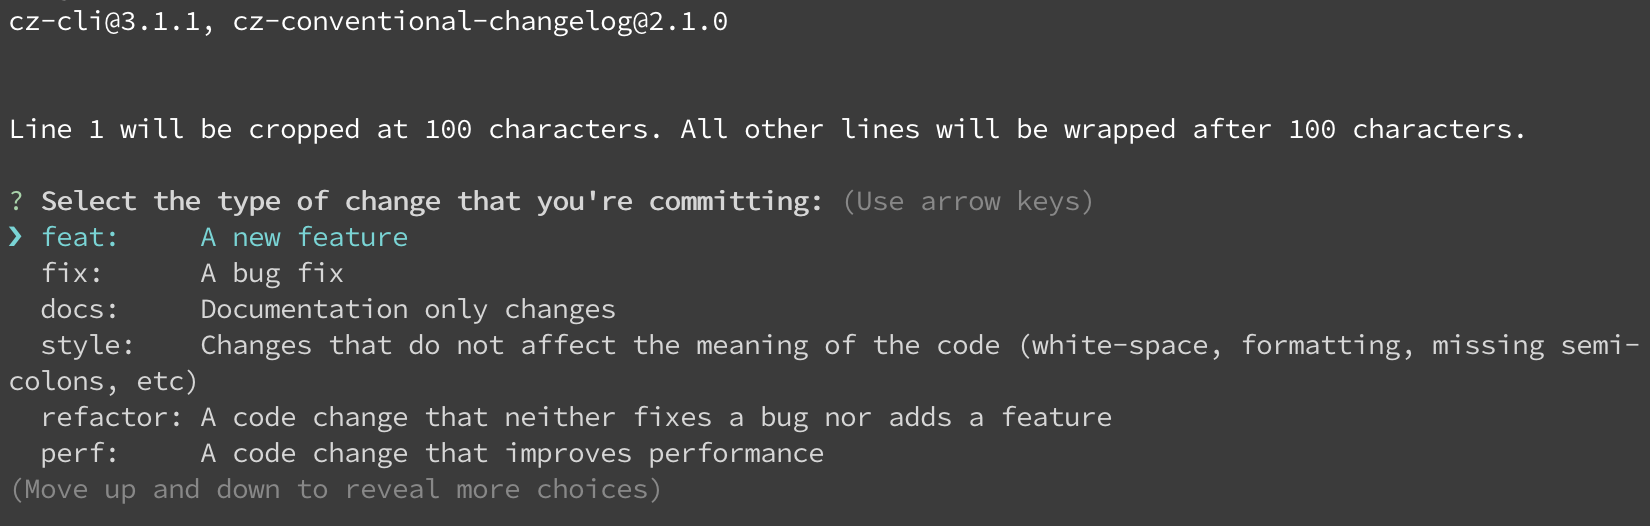 cz-cli@3.1.1, cz-conventional-changelog@2.1.0
Line 1 will be cropped at 100 characters. All other lines will be wrapped after 100 characters.
? Select the type of change that you're committing: (Use arrow keys)
❯ feat:     A new feature
  fix:      A bug fix
  docs:     Documentation only changes
  style:    Changes that do not affect the meaning of the code (white-space, formatting, missing semi-
colons, etc)
  refactor: A code change that neither fixes a bug nor adds a feature
  perf:     A code change that improves performance
(Move up and down to reveal more choices)